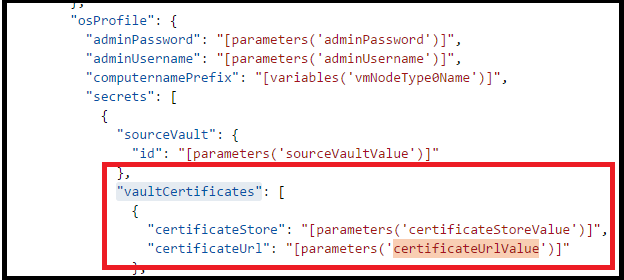 },
"osProfile": {
"adminPassword": "[parameters('adminPassword')]",
"adminUsername": "[parameters('adminUsername')]",
"computernamePrefix": "[variables('vmNodeType0Name')]",
"secrets": [
{
"sourceVault": {
"id": "[parameters('sourceVaultValue')]"
},
"vaultCertificates": [
{
"certificateStore": "[parameters('certificateStoreValue')]",
"certificateUrl": "[parameters('certificateUrlValue')]"
},